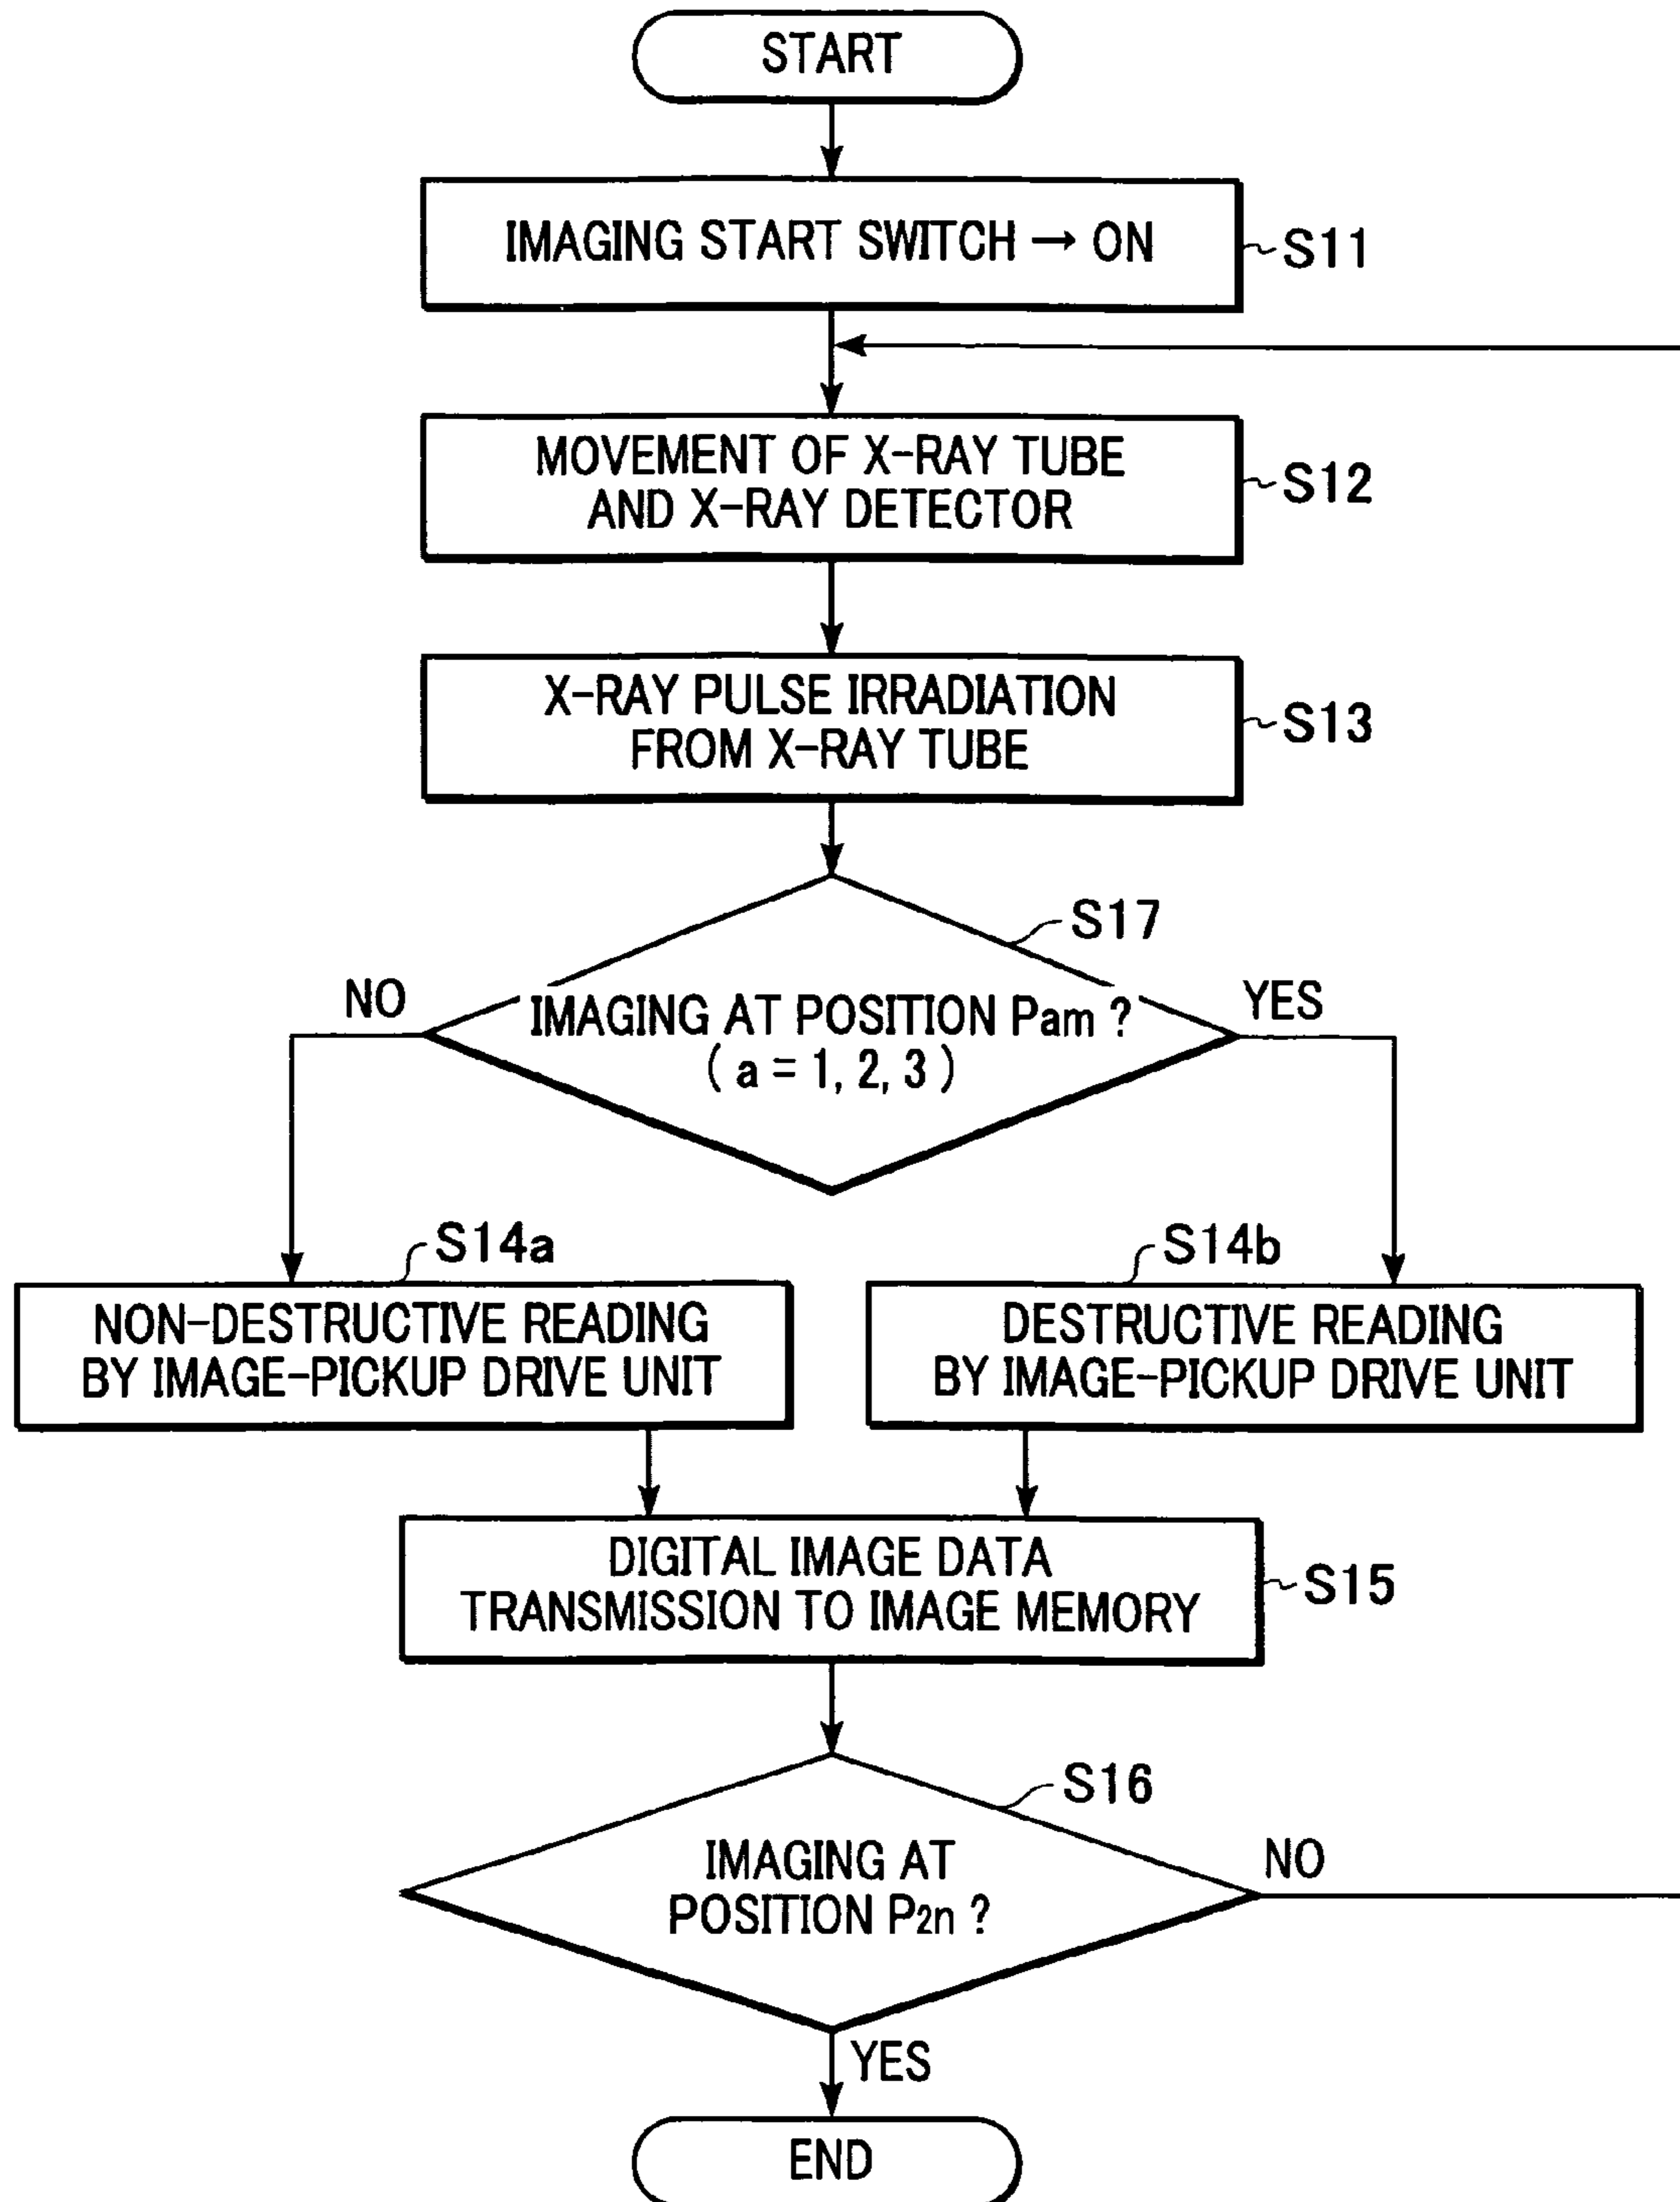 START
IMAGING START SWITCH → ON
S11
MOVEMENT OF X-RAY TUBE
AND X-RAY DETECTOR
S12
X-RAY PULSE IRRADIATION
FROM X-RAY TUBE
S13
S17
NO
IMAGING AT POSITION Pam ?
( a = 1, 2, 3 )
YES
S14a
NON-DESTRUCTIVE READING
BY IMAGE-PICKUP DRIVE UNIT
S14b
DESTRUCTIVE READING
BY IMAGE-PICKUP DRIVE UNIT
DIGITAL IMAGE DATA
TRANSMISSION TO IMAGE MEMORY
S15
S16
IMAGING AT
POSITION P2n ?
NO
YES
END